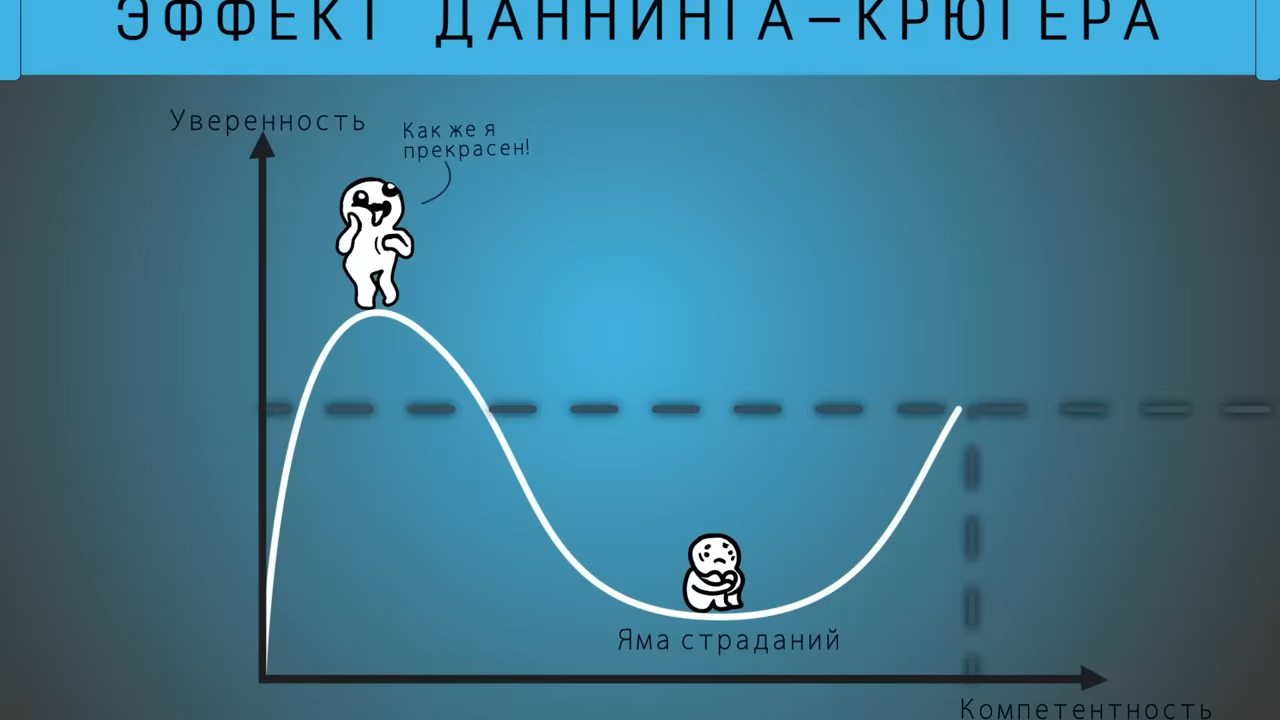 ЭФФЕКТ ДАННИНГА–КРЮГЕРА
Уверенность
Как же я
прекрасен!
Яма страданий
Компетентность